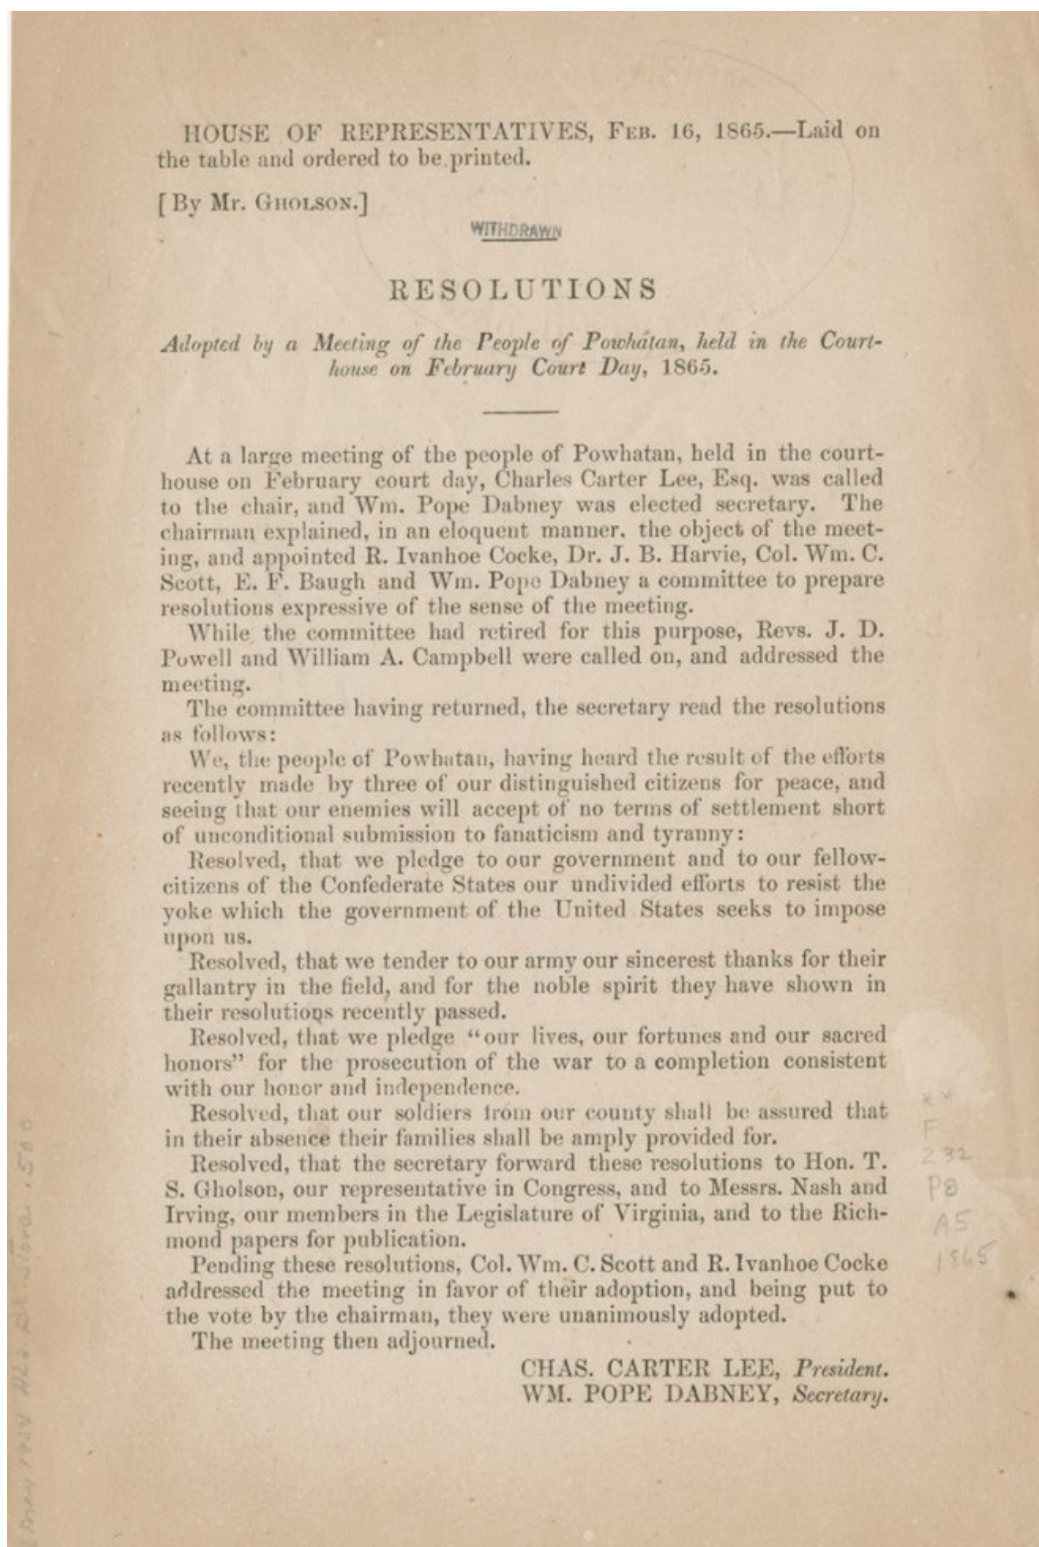 HOUSE OF REPRESENTATIVES, FEB. 16, 1865.—Laid on
the table and ordered to be printed.
[By Mr. GHOLSON.]
WITHDRAWN
RESOLUTIONS
Adopted by a Meeting of the People of Powhatan, held in the Court-
house on February Court Day, 1865.
At a large meeting of the people of Powhatan, held in the court-
house on February court day, Charles Carter Lee, Esq. was called
to the chair, and Wm. Pope Dabney was elected secretary. The
chairman explained, in an eloquent manner, the object of the meet-
ing, and appointed R. Ivanhoe Cocke, Dr. J. B. Harvie, Col. Wm. C.
Scott, E. F. Baugh and Wm. Pope Dabney a committee to prepare
resolutions expressive of the sense of the meeting.
While the committee had retired for this purpose, Revs. J. D.
Powell and William A. Campbell were called on, and addressed the
meeting.
The committee having returned, the secretary read the resolutions
as follows:
We, the people of Powhatan, having heard the result of the efforts
recently made by three of our distinguished citizens for peace, and
seeing that our enemies will accept of no terms of settlement short
of unconditional submission to fanaticism and tyranny:
Resolved, that we pledge to our government and to our fellow-
citizens of the Confederate States our undivided efforts to resist the
yoke which the government of the United States seeks to impose
upon us.
Resolved, that we tender to our army our sincerest thanks for their
gallantry in the field, and for the noble spirit they have shown in
their resolutions recently passed.
Resolved, that we pledge "our lives, our fortunes and our sacred
honors" for the prosecution of the war to a completion consistent
with our honor and independence.
Resolved, that our soldiers from our county shall be assured that
in their absence their families shall be amply provided for.
Resolved, that the secretary forward these resolutions to Hon. T.
S. Gholson, our representative in Congress, and to Messrs. Nash and
Irving, our members in the Legislature of Virginia, and to the Rich-
mond papers for publication.
Pending these resolutions, Col. Wm. C. Scott and R. Ivanhoe Cocke
addressed the meeting in favor of their adoption, and being put to
the vote by the chairman, they were unanimously adopted.
The meeting then adjourned.
CHAS. CARTER LEE, President.
WM. POPE DABNEY, Secretary.
**
F
232
P8
A5
1865